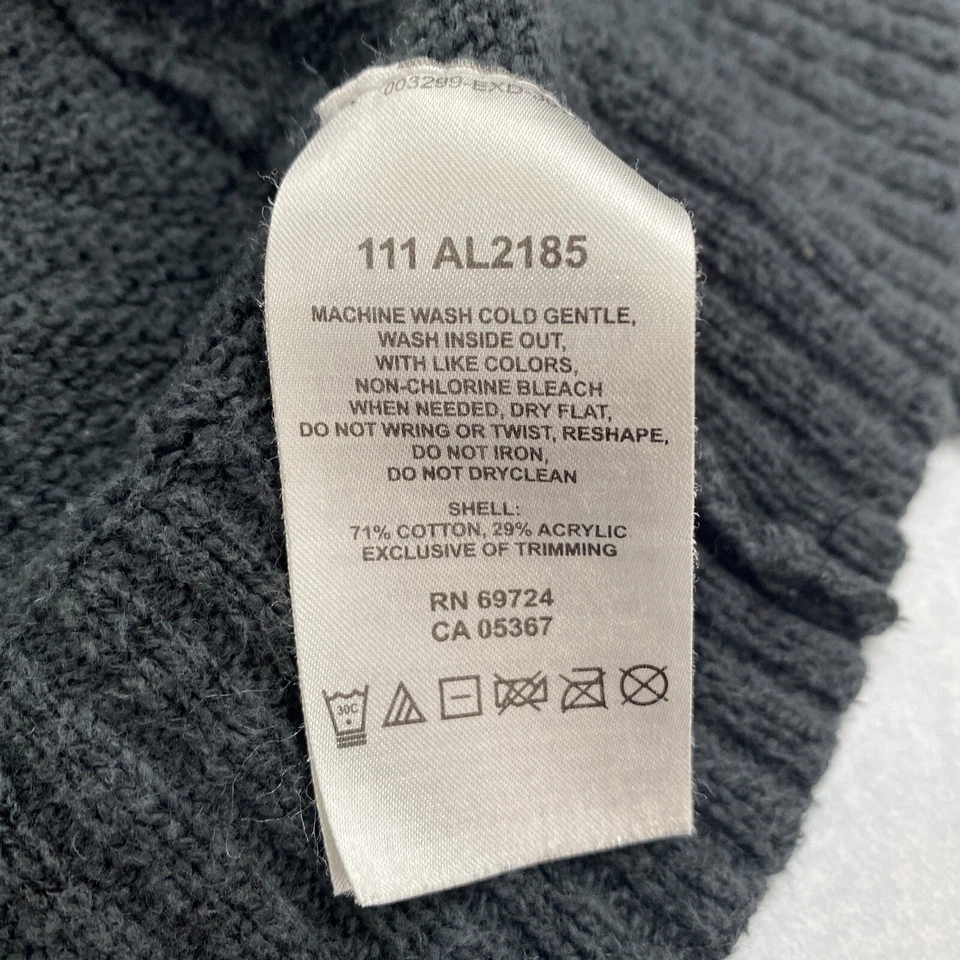 003299-EXD-
111 AL2185
MACHINE WASH COLD GENTLE,
WASH INSIDE OUT,
WITH LIKE COLORS,
NON-CHLORINE BLEACH
WHEN NEEDED, DRY FLAT,
DO NOT WRING OR TWIST, RESHAPE,
DO NOT IRON,
DO NOT DRYCLEAN
SHELL:
71% COTTON, 29% ACRYLIC
EXCLUSIVE OF TRIMMING
RN 69724
CA 05367
30C